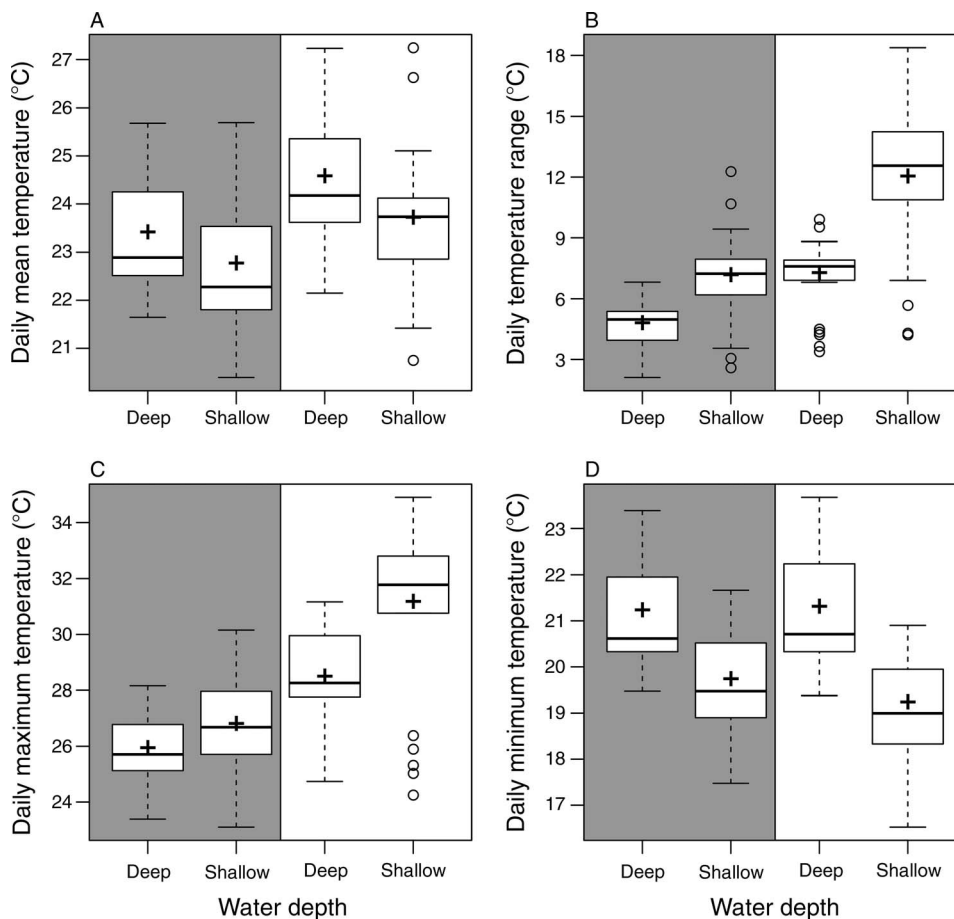 A
Daily mean temperature (°C)
27
26
25
24
23
22
21
Deep
Shallow
Deep
Shallow
B
Daily temperature range (°C)
18
15
12
9
6
3
Deep
Shallow
Deep
Shallow
C
Daily maximum temperature (°C)
34
32
30
28
26
24
Deep
Shallow
Deep
Shallow
Water depth
D
Daily minimum temperature (°C)
23
22
21
20
19
18
17
Deep
Shallow
Deep
Shallow
Water depth